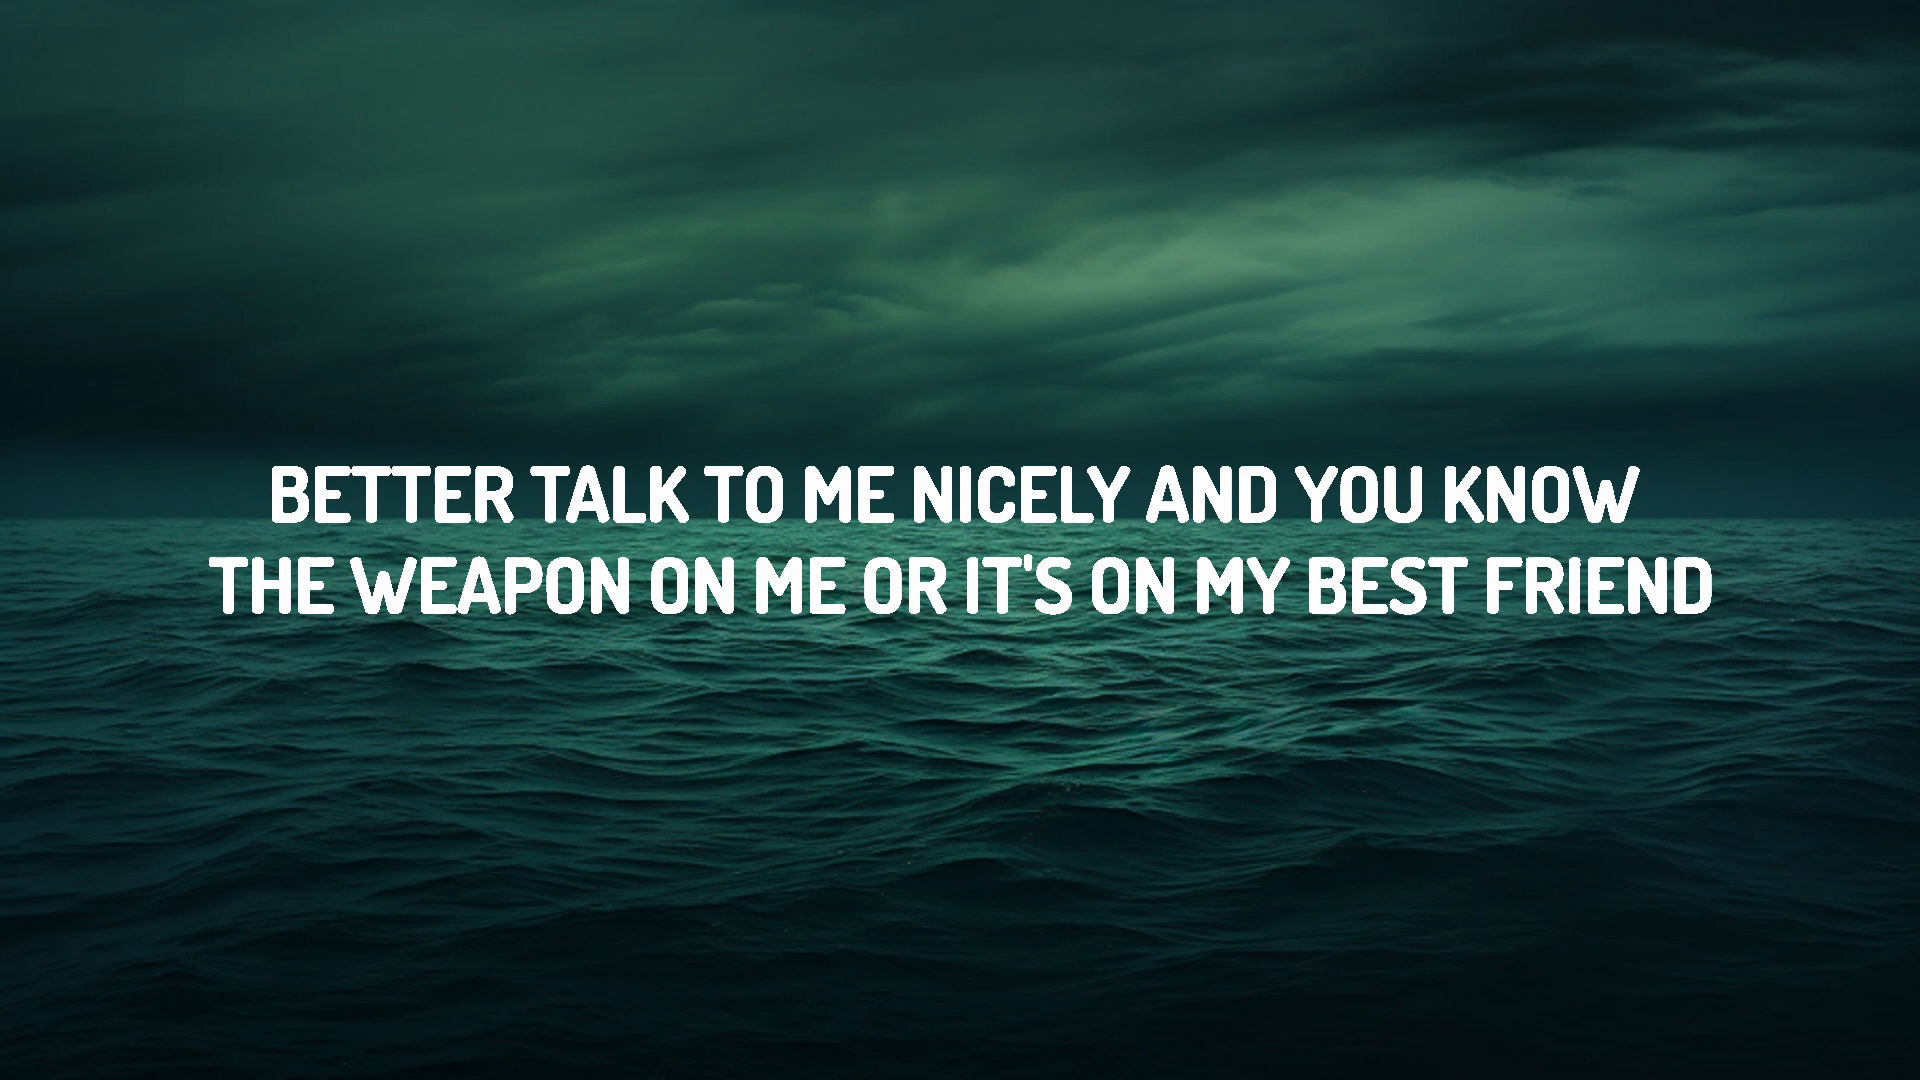 BETTER TALK TO ME NICELY AND YOU KNOW
THE WEAPON ON ME OR IT'S ON MY BEST FRIEND